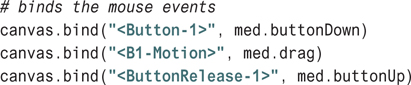 # binds the mouse events
canvas.bind("<Button-1>", med.buttonDown)
canvas.bind("<B1-Motion>", med.drag)
canvas.bind("<ButtonRelease-1>", med.buttonUp)